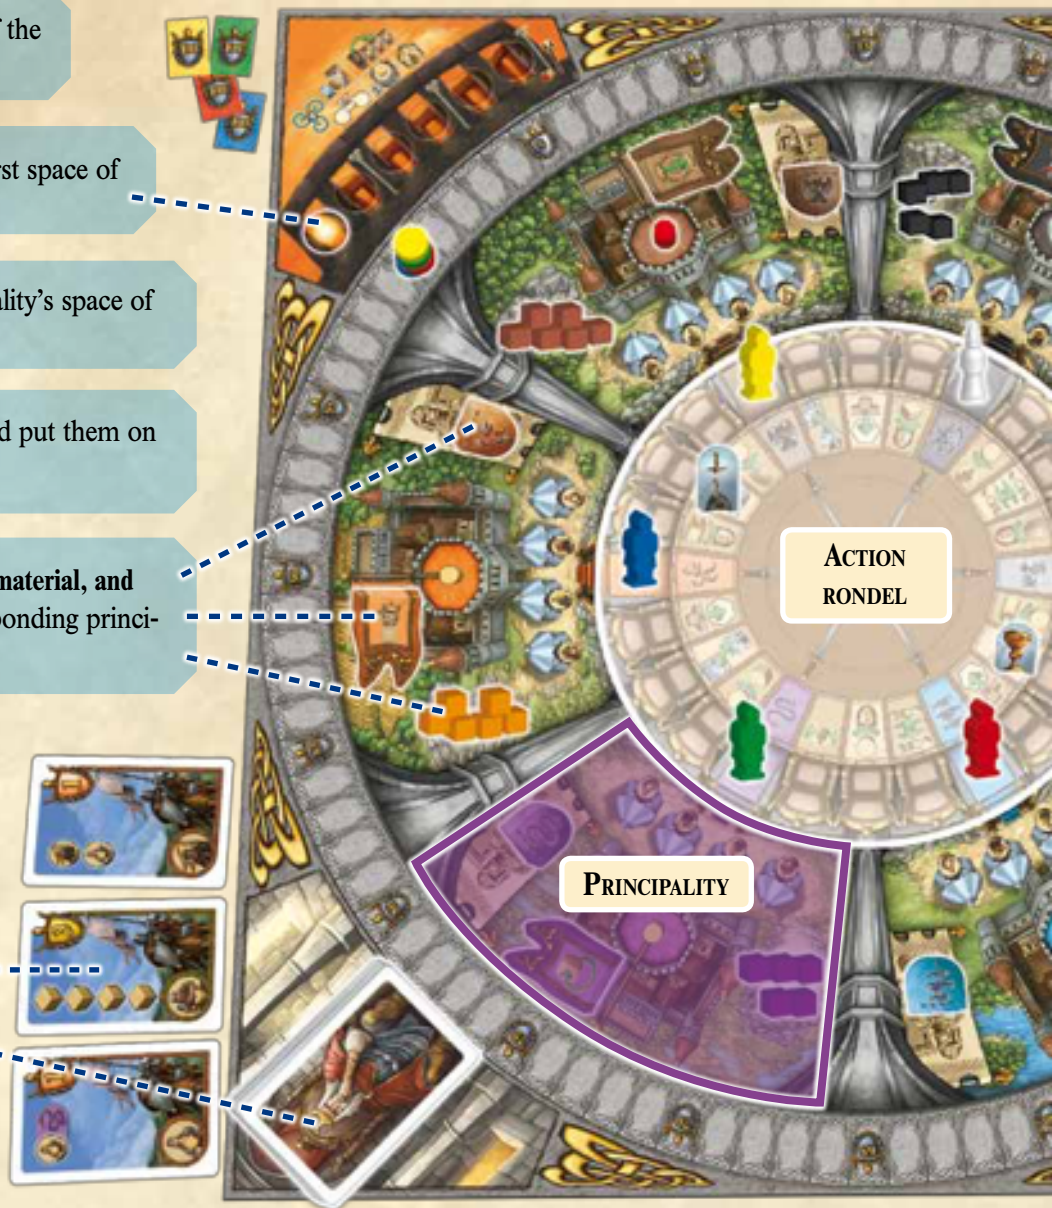 f the
rst space of
ality's space of
d put them on
material, and
ponding princi-
ACTION
RONDEL
PRINCIPALITY